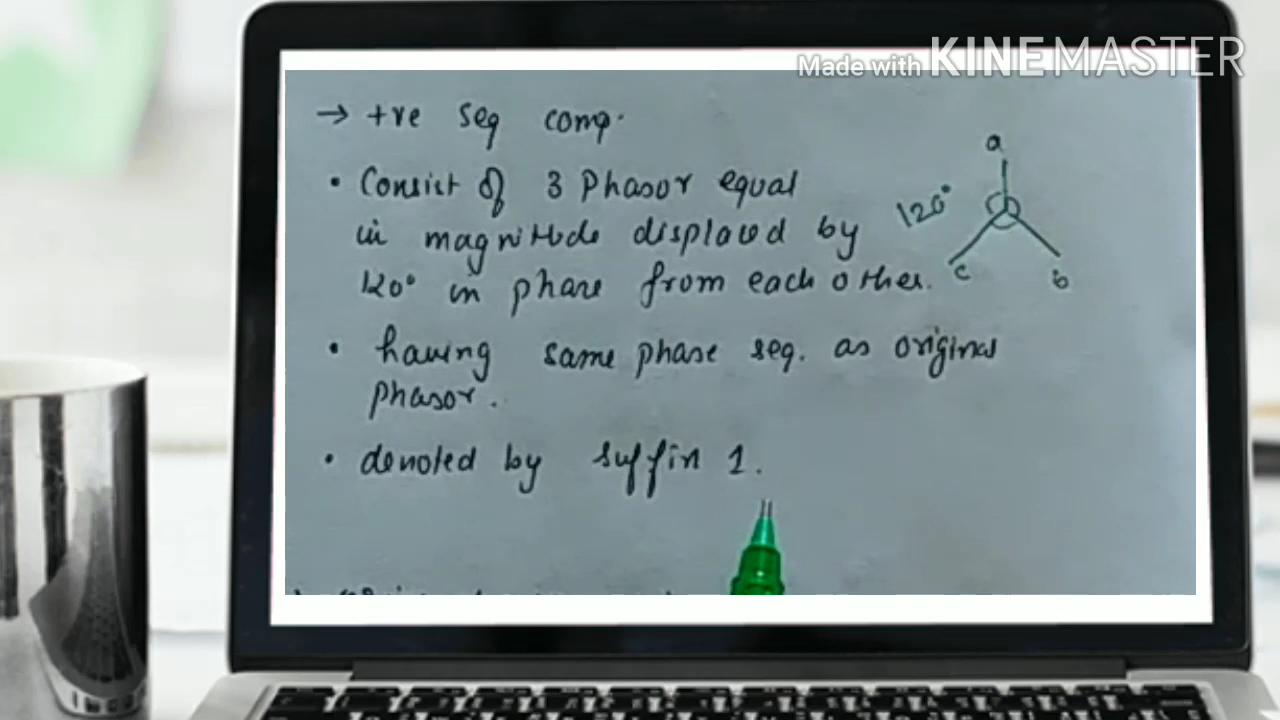 Made with KINEMASTER
→ +ve seq comp.
• Consist of 3 Phasor equal
in magnitude displaced by
120° in phase from each other.
a
120°
c
b
• having same phase seq. as original
phasor.
• denoted by suffix 1.